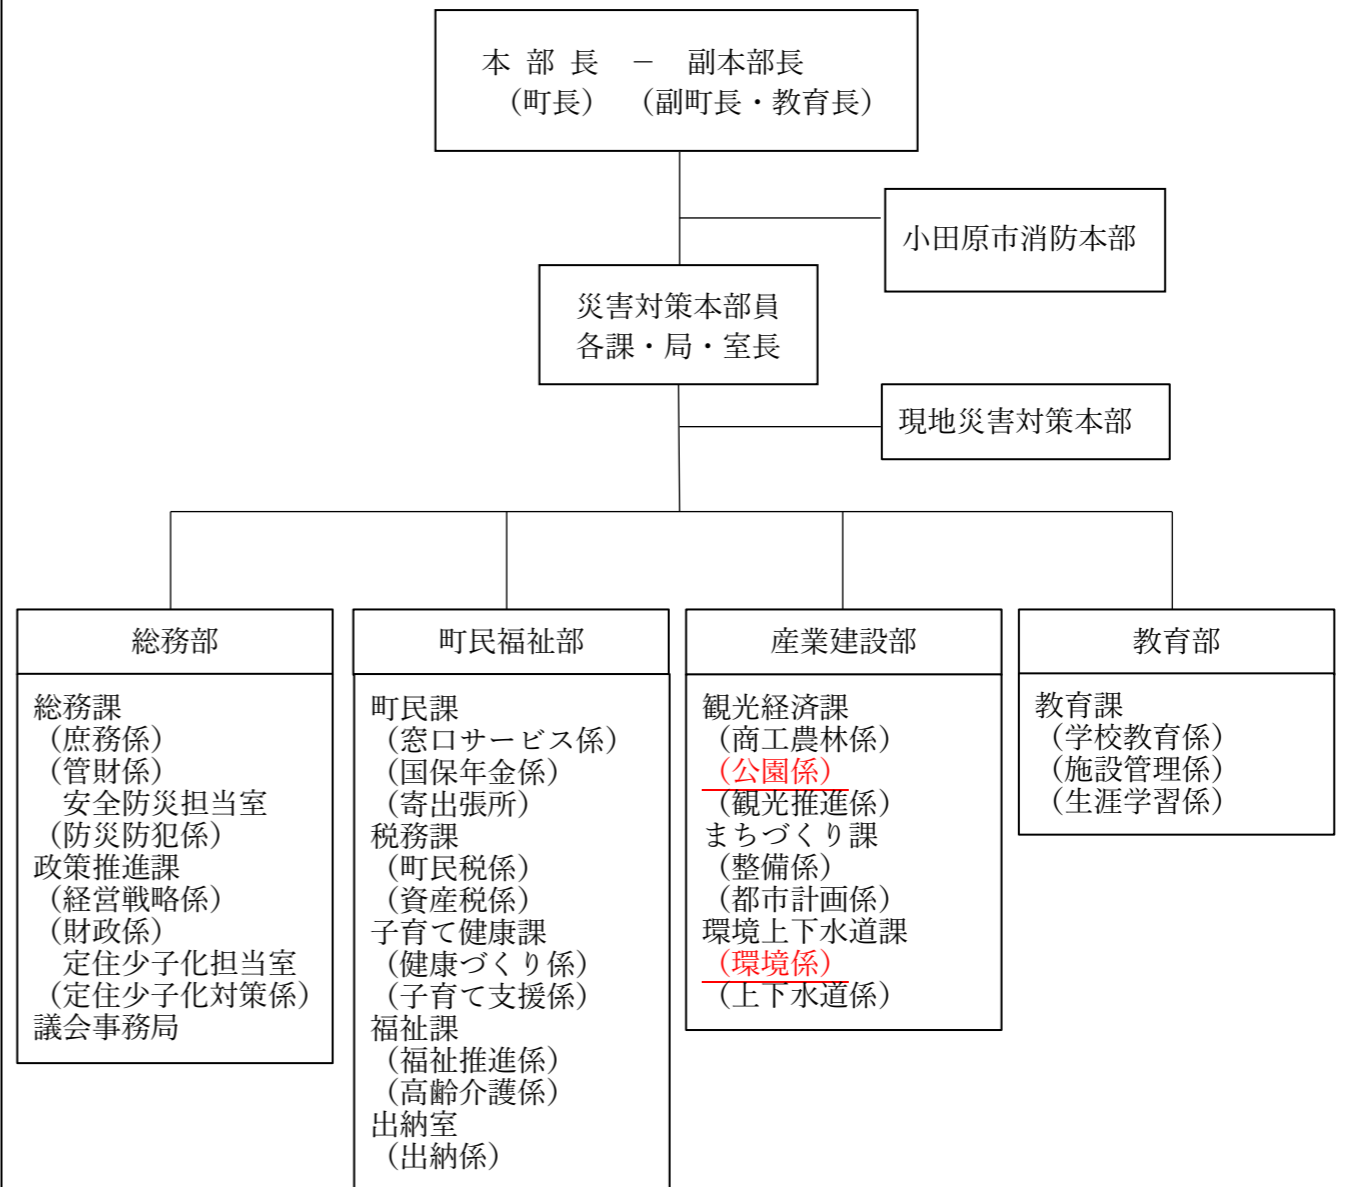 本 部 長 － 副本部長
（町長） （副町長・教育長）
小田原市消防本部
災害対策本部員
各課・局・室長
現地災害対策本部
総務部
総務課
（庶務係）
（管財係）
安全防災担当室
（防災防犯係）
政策推進課
（経営戦略係）
（財政係）
定住少子化担当室
（定住少子化対策係）
議会事務局
町民福祉部
町民課
（窓口サービス係）
（国保年金係）
（寄出張所）
税務課
（町民税係）
（資産税係）
子育て健康課
（健康づくり係）
（子育て支援係）
福祉課
（福祉推進係）
（高齢介護係）
出納室
（出納係）
産業建設部
観光経済課
（商工農林係）
（公園係）
（観光推進係）
まちづくり課
（整備係）
（都市計画係）
環境上下水道課
（環境係）
（上下水道係）
教育部
教育課
（学校教育係）
（施設管理係）
（生涯学習係）